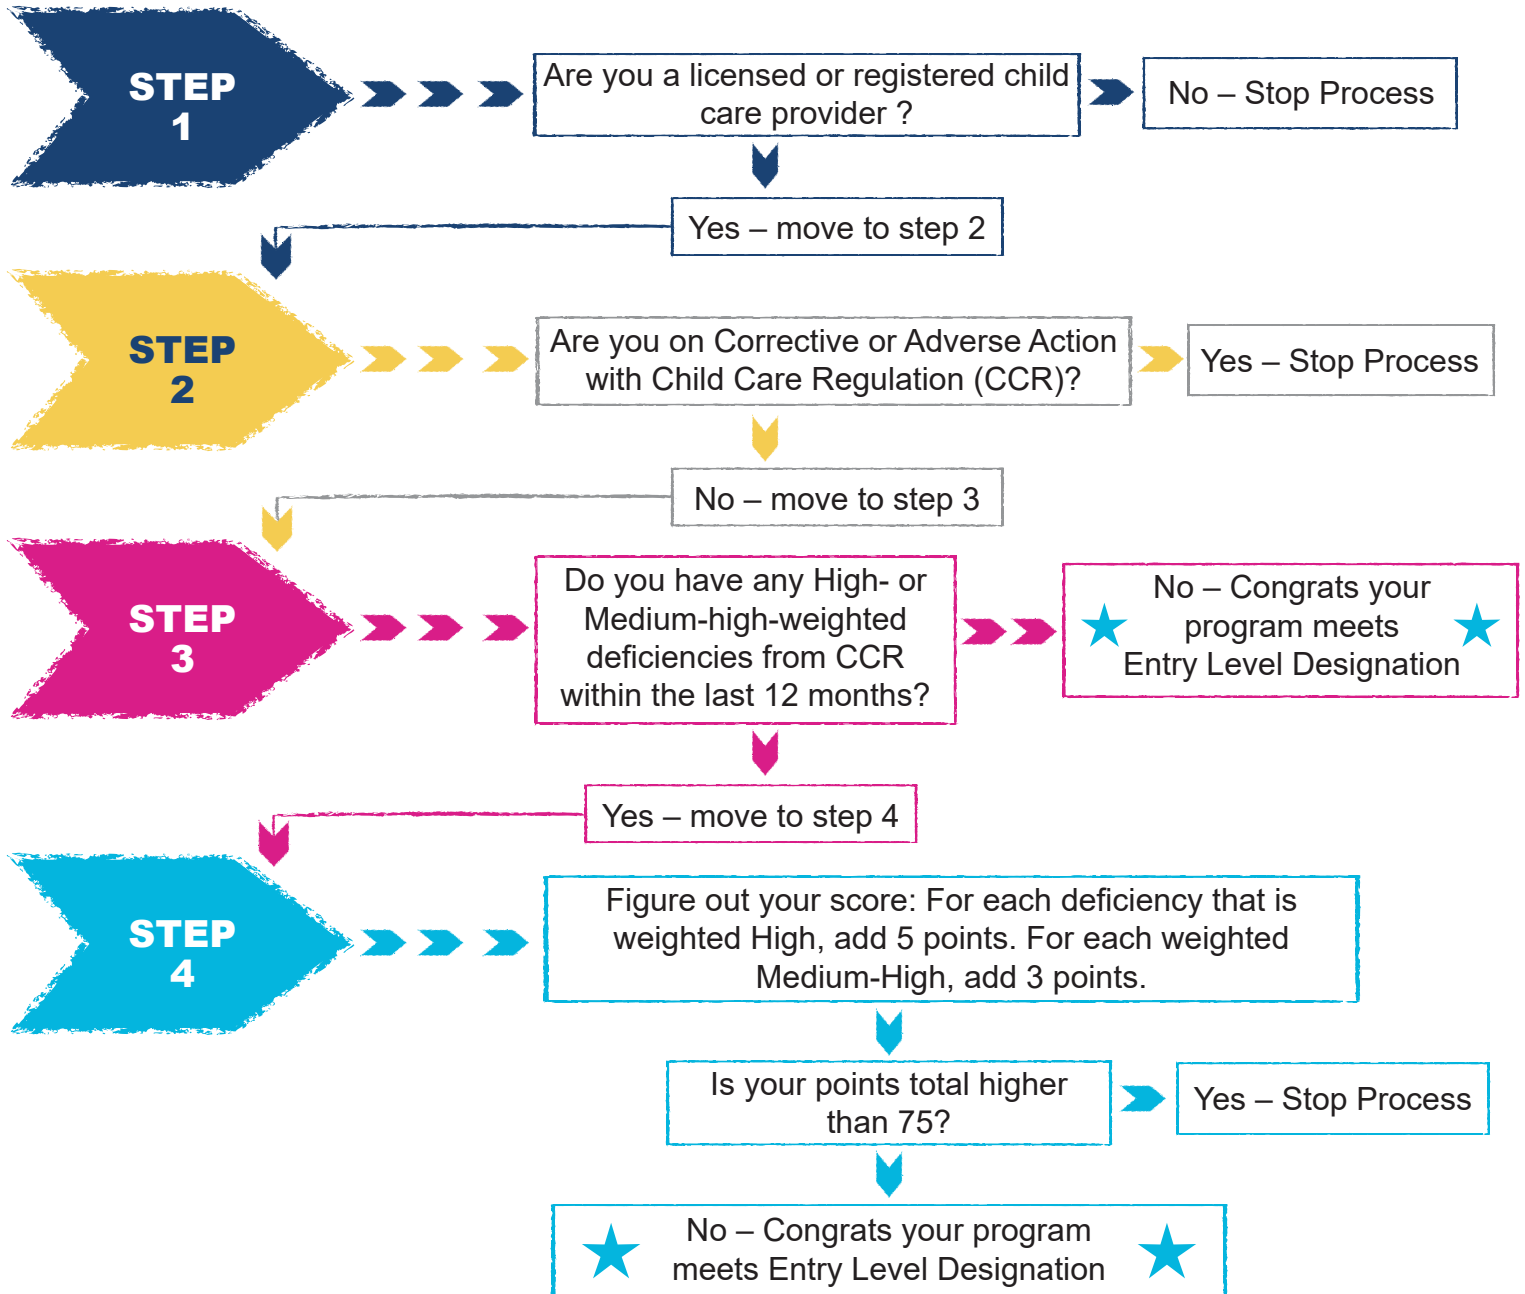 STEP
1
Are you a licensed or registered child
care provider ?
No – Stop Process
Yes – move to step 2
STEP
2
Are you on Corrective or Adverse Action
with Child Care Regulation (CCR)?
Yes – Stop Process
No – move to step 3
STEP
3
Do you have any High- or
Medium-high-weighted
deficiencies from CCR
within the last 12 months?
No – Congrats your
program meets
Entry Level Designation
Yes – move to step 4
STEP
4
Figure out your score: For each deficiency that is
weighted High, add 5 points. For each weighted
Medium-High, add 3 points.
Is your points total higher
than 75?
Yes – Stop Process
No – Congrats your program
meets Entry Level Designation